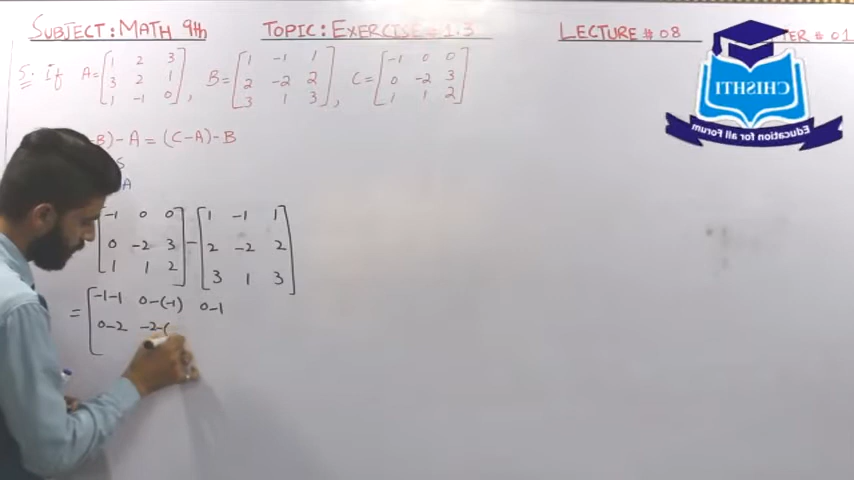 SUBJECT: MATH 9th TOPIC: EXERCISE # 1.3 LECTURE # 08 TER # 01
5. If A = [1 2 3 B = [1 -1 1 C = [-1 0 0
3 2 1 2 -2 2 0 -2 3
1 -1 0], 3 1 3], 1 1 2]
-B) - A = (C-A) - B
S
A
[-1 0 0 - [1 -1 1
0 -2 3 2 -2 2
1 1 2] 3 1 3]
= [-1-1 0-(-1) 0-1
0-2 -2-(
CHISHTI
Education for all Forum